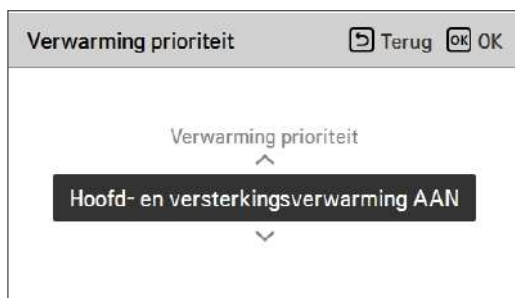 Verwarming prioriteit Terug OK OK
Verwarming prioriteit
Hoofd- en versterkingsverwarming AAN